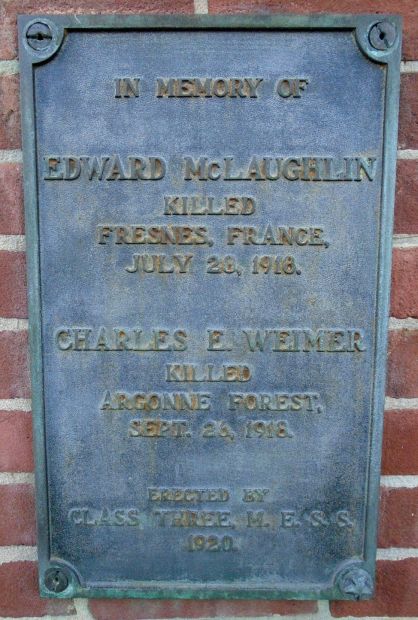 IN MEMORY OF
EDWARD McLAUGHLIN
KILLED
FRESNES, FRANCE,
JULY 28, 1918.
CHARLES E. WEIMER
KILLED
ARGONNE FOREST,
SEPT. 26, 1918.
ERECTED BY
CLASS THREE, M. E. S. S.
1920.